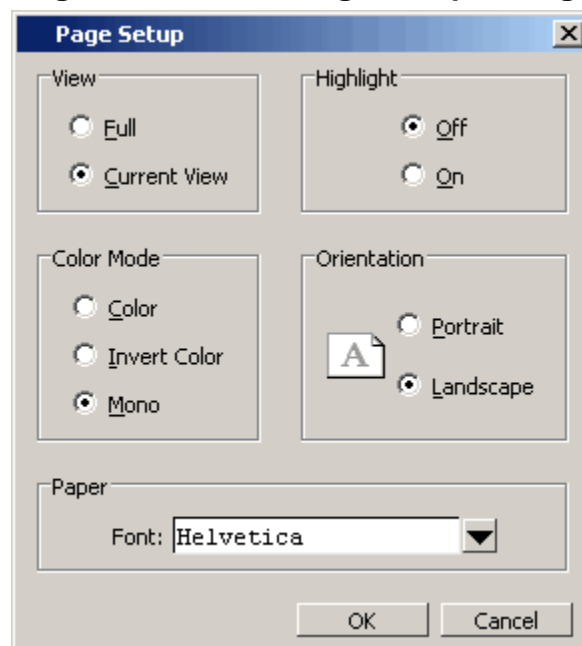 Page Setup
View
Full
Current View
Highlight
Off
On
Color Mode
Color
Invert Color
Mono
Orientation
A
Portrait
Landscape
Paper
Font: Helvetica
OK
Cancel